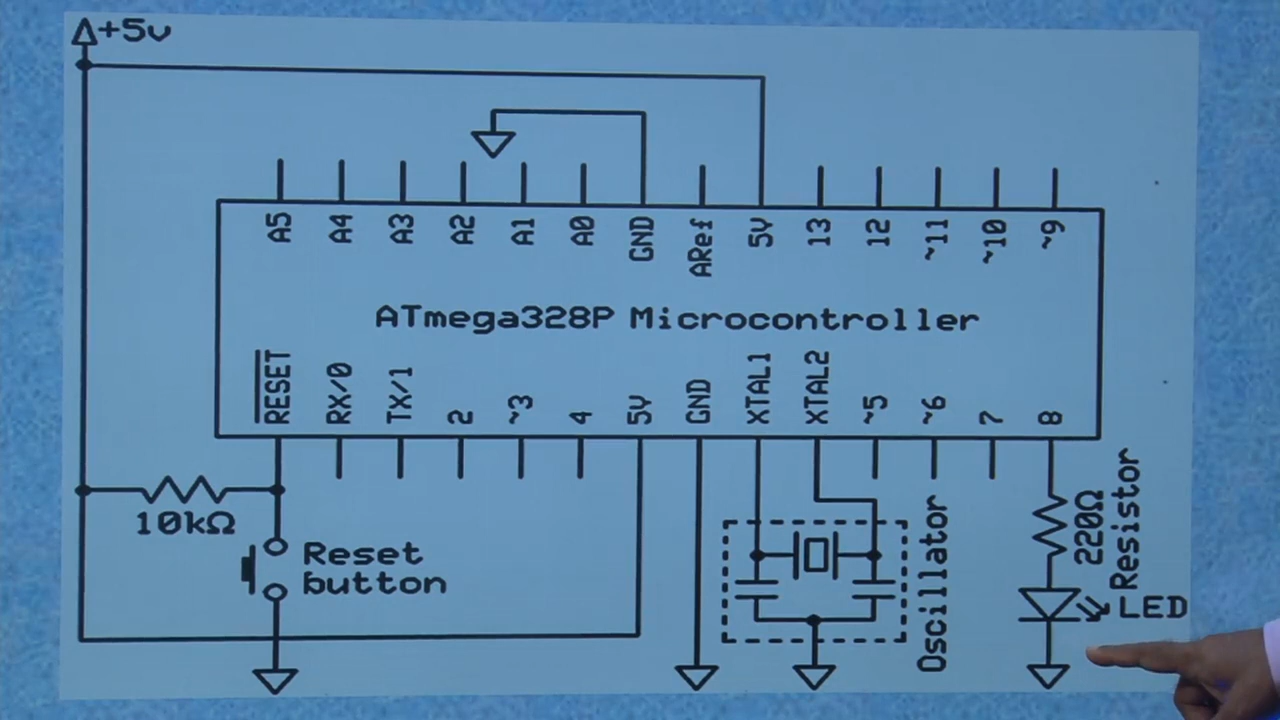 +5v
A5
A4
A3
A2
A1
A0
GND
ARef
5V
13
12
~11
~10
~9
ATmega328P Microcontroller
RESET
RX/0
TX/1
2
~3
4
5V
GND
XTAL1
XTAL2
~5
~6
7
8
10kΩ
Reset
button
Oscillator
220Ω
Resistor
LED